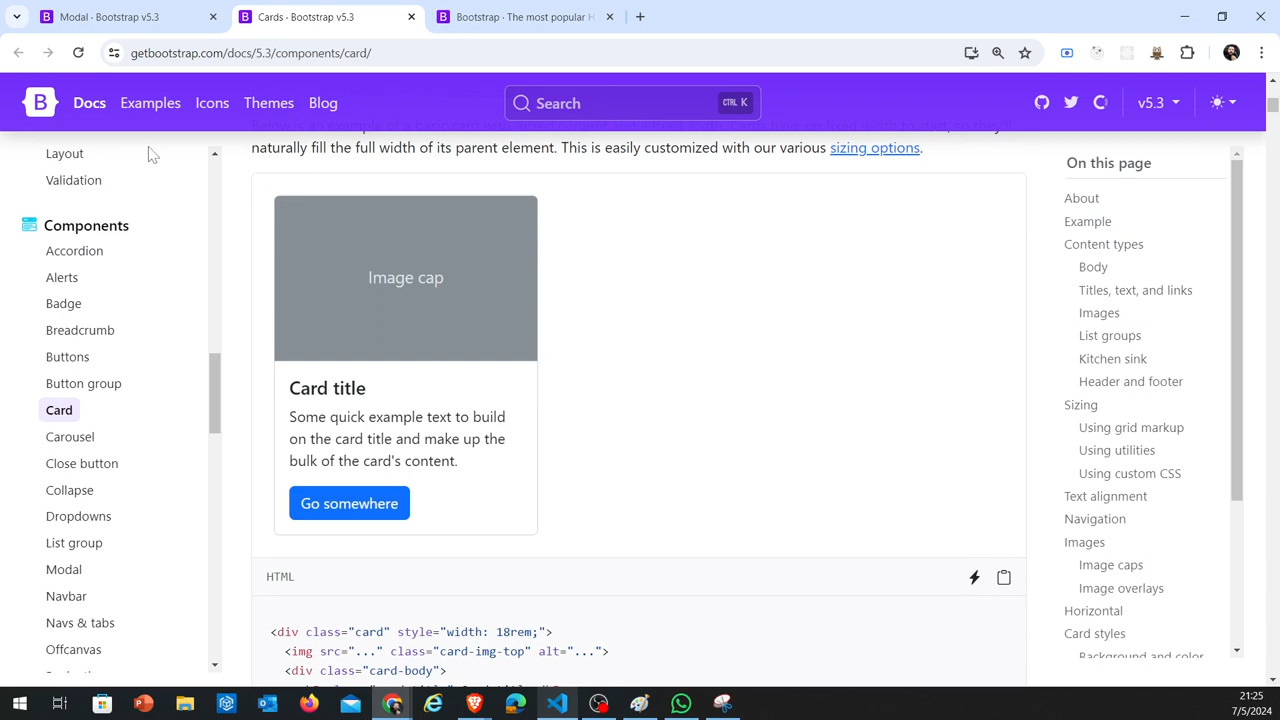 Modal · Bootstrap v5.3
Cards · Bootstrap v5.3
Bootstrap · The most popular H
getbootstrap.com/docs/5.3/components/card/
B
Docs
Examples
Icons
Themes
Blog
Search
CTRL K
v5.3
Layout
Validation
Components
Accordion
Alerts
Badge
Breadcrumb
Buttons
Button group
Card
Carousel
Close button
Collapse
Dropdowns
List group
Modal
Navbar
Navs & tabs
Offcanvas
naturally fill the full width of its parent element. This is easily customized with our various sizing options.
Image cap
Card title
Some quick example text to build
on the card title and make up the
bulk of the card's content.
Go somewhere
HTML
<div class="card" style="width: 18rem;">
<img src="..." class="card-img-top" alt="...">
<div class="card-body">
On this page
About
Example
Content types
Body
Titles, text, and links
Images
List groups
Kitchen sink
Header and footer
Sizing
Using grid markup
Using utilities
Using custom CSS
Text alignment
Navigation
Images
Image caps
Image overlays
Horizontal
Card styles
Background and color
21:25
7/5/2024